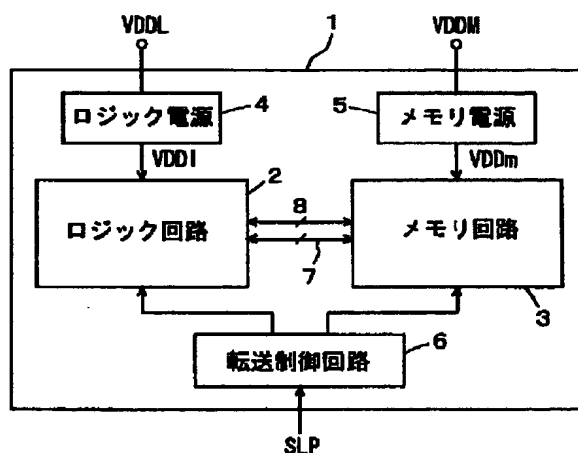 VDDL
VDDM
1
ロジック電源
4
5
メモリ電源
VDDl
VDDm
2
ロジック回路
8
7
メモリ回路
3
転送制御回路
6
SLP